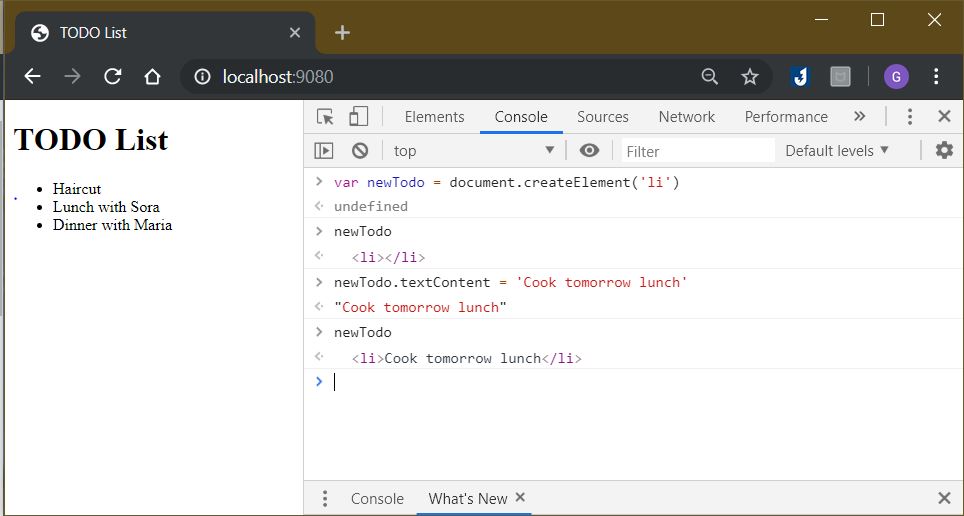 TODO List
localhost:9080
G
TODO List
Haircut
Lunch with Sora
Dinner with Maria
Elements Console Sources Network Performance
top Filter Default levels
var newTodo = document.createElement('li')
undefined
newTodo
<li></li>
newTodo.textContent = 'Cook tomorrow lunch'
"Cook tomorrow lunch"
newTodo
<li>Cook tomorrow lunch</li>
Console What's New